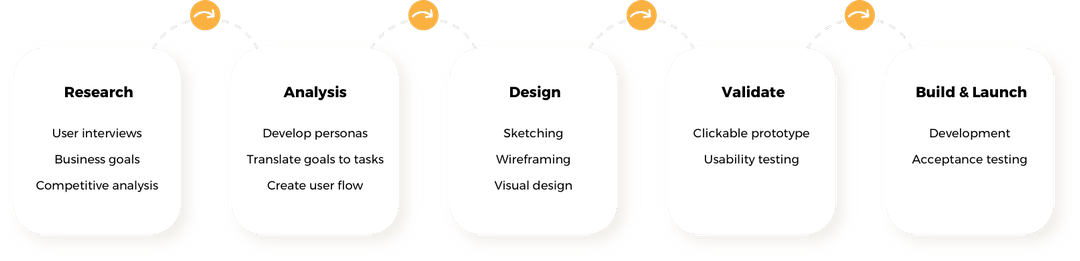 Research
User interviews
Business goals
Competitive analysis
Analysis
Develop personas
Translate goals to tasks
Create user flow
Design
Sketching
Wireframing
Visual design
Validate
Clickable prototype
Usability testing
Build & Launch
Development
Acceptance testing